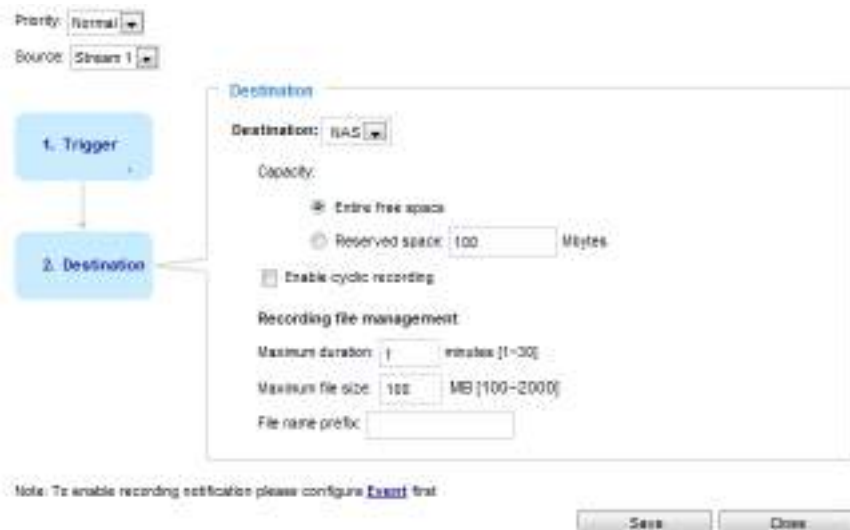 Priority: Normal
Source: Stream 1
1. Trigger
2. Destination
Destination
Destination: NAS
Capacity:
Entire free space
Reserved space: 100 Mbytes
Enable cyclic recording
Recording file management
Maximum duration: 1 minutes [1~30]
Maximum file size: 100 MB [100~2000]
File name prefix:
Note: To enable recording notification please configure Event first
Save Close